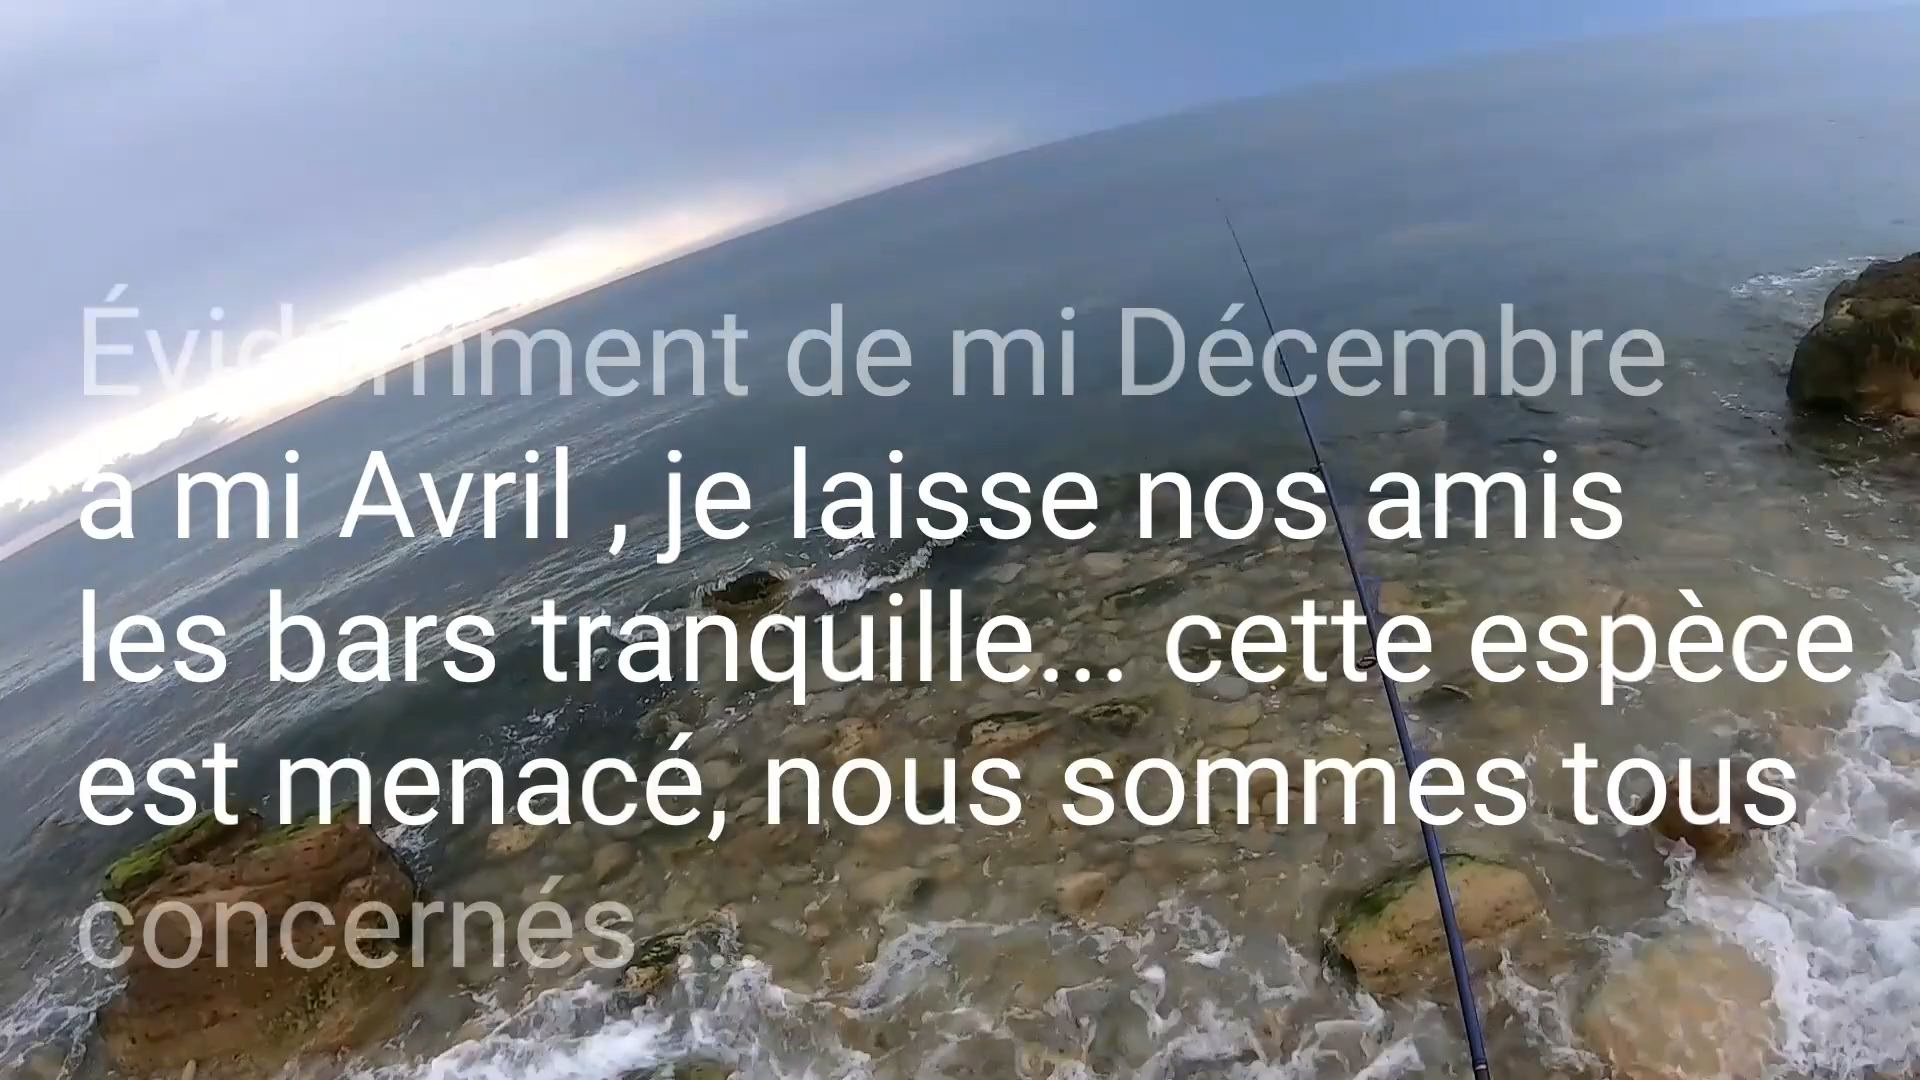 Évidemment de mi Décembre
a mi Avril , je laisse nos amis
les bars tranquille... cette espèce
est menacé, nous sommes tous
concernés ...